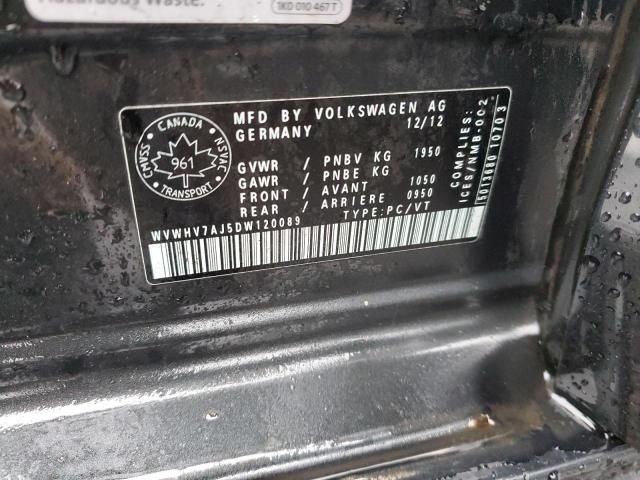 Hazardous Waste.
1K0 010 467 T
CANADA
CMVSS NSVAC
961
TRANSPORT
MFD BY VOLKSWAGEN AG
GERMANY 12/12
GVWR / PNBV KG 1950
GAWR / PNBE KG
FRONT / AVANT 1050
REAR / ARRIERE 0950
WVWHV7AJ5DW120089 TYPE:PC/VT
COMPLIES:
ICES/NMB-002
5013680 10703